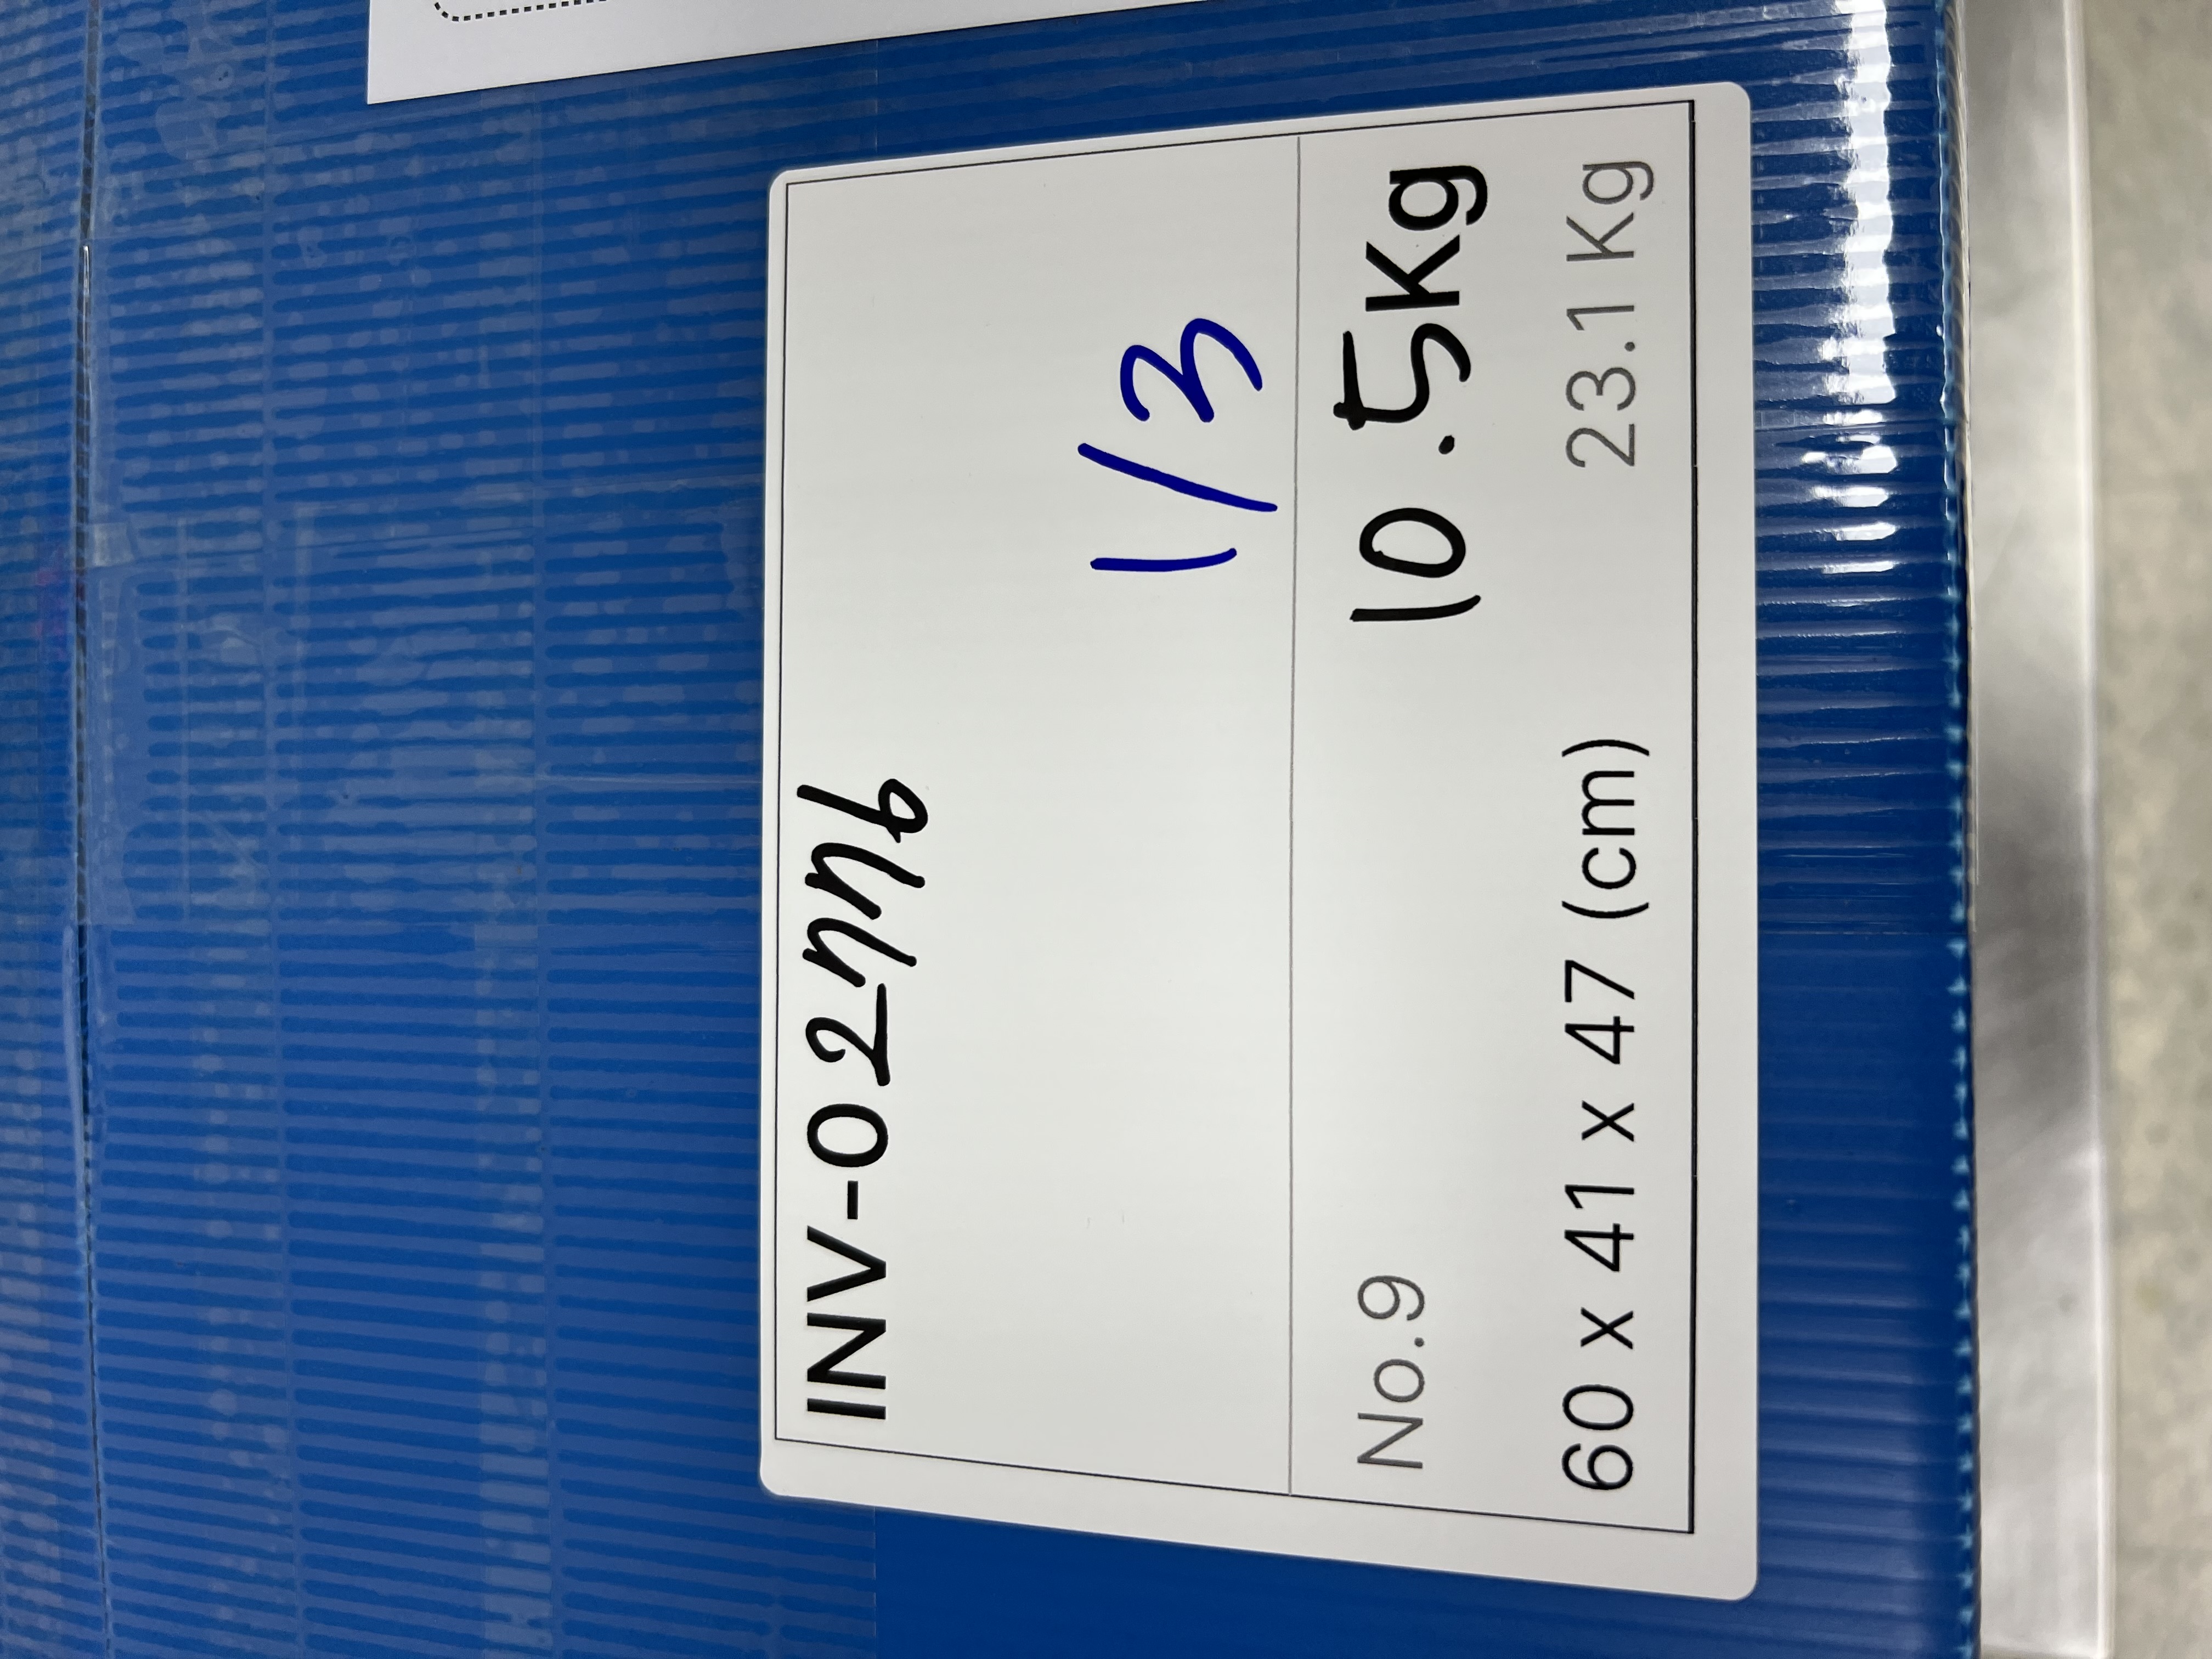 INV-02446
1/3
No.9 10.5Kg
60 x 41 x 47 (cm) 23.1 Kg